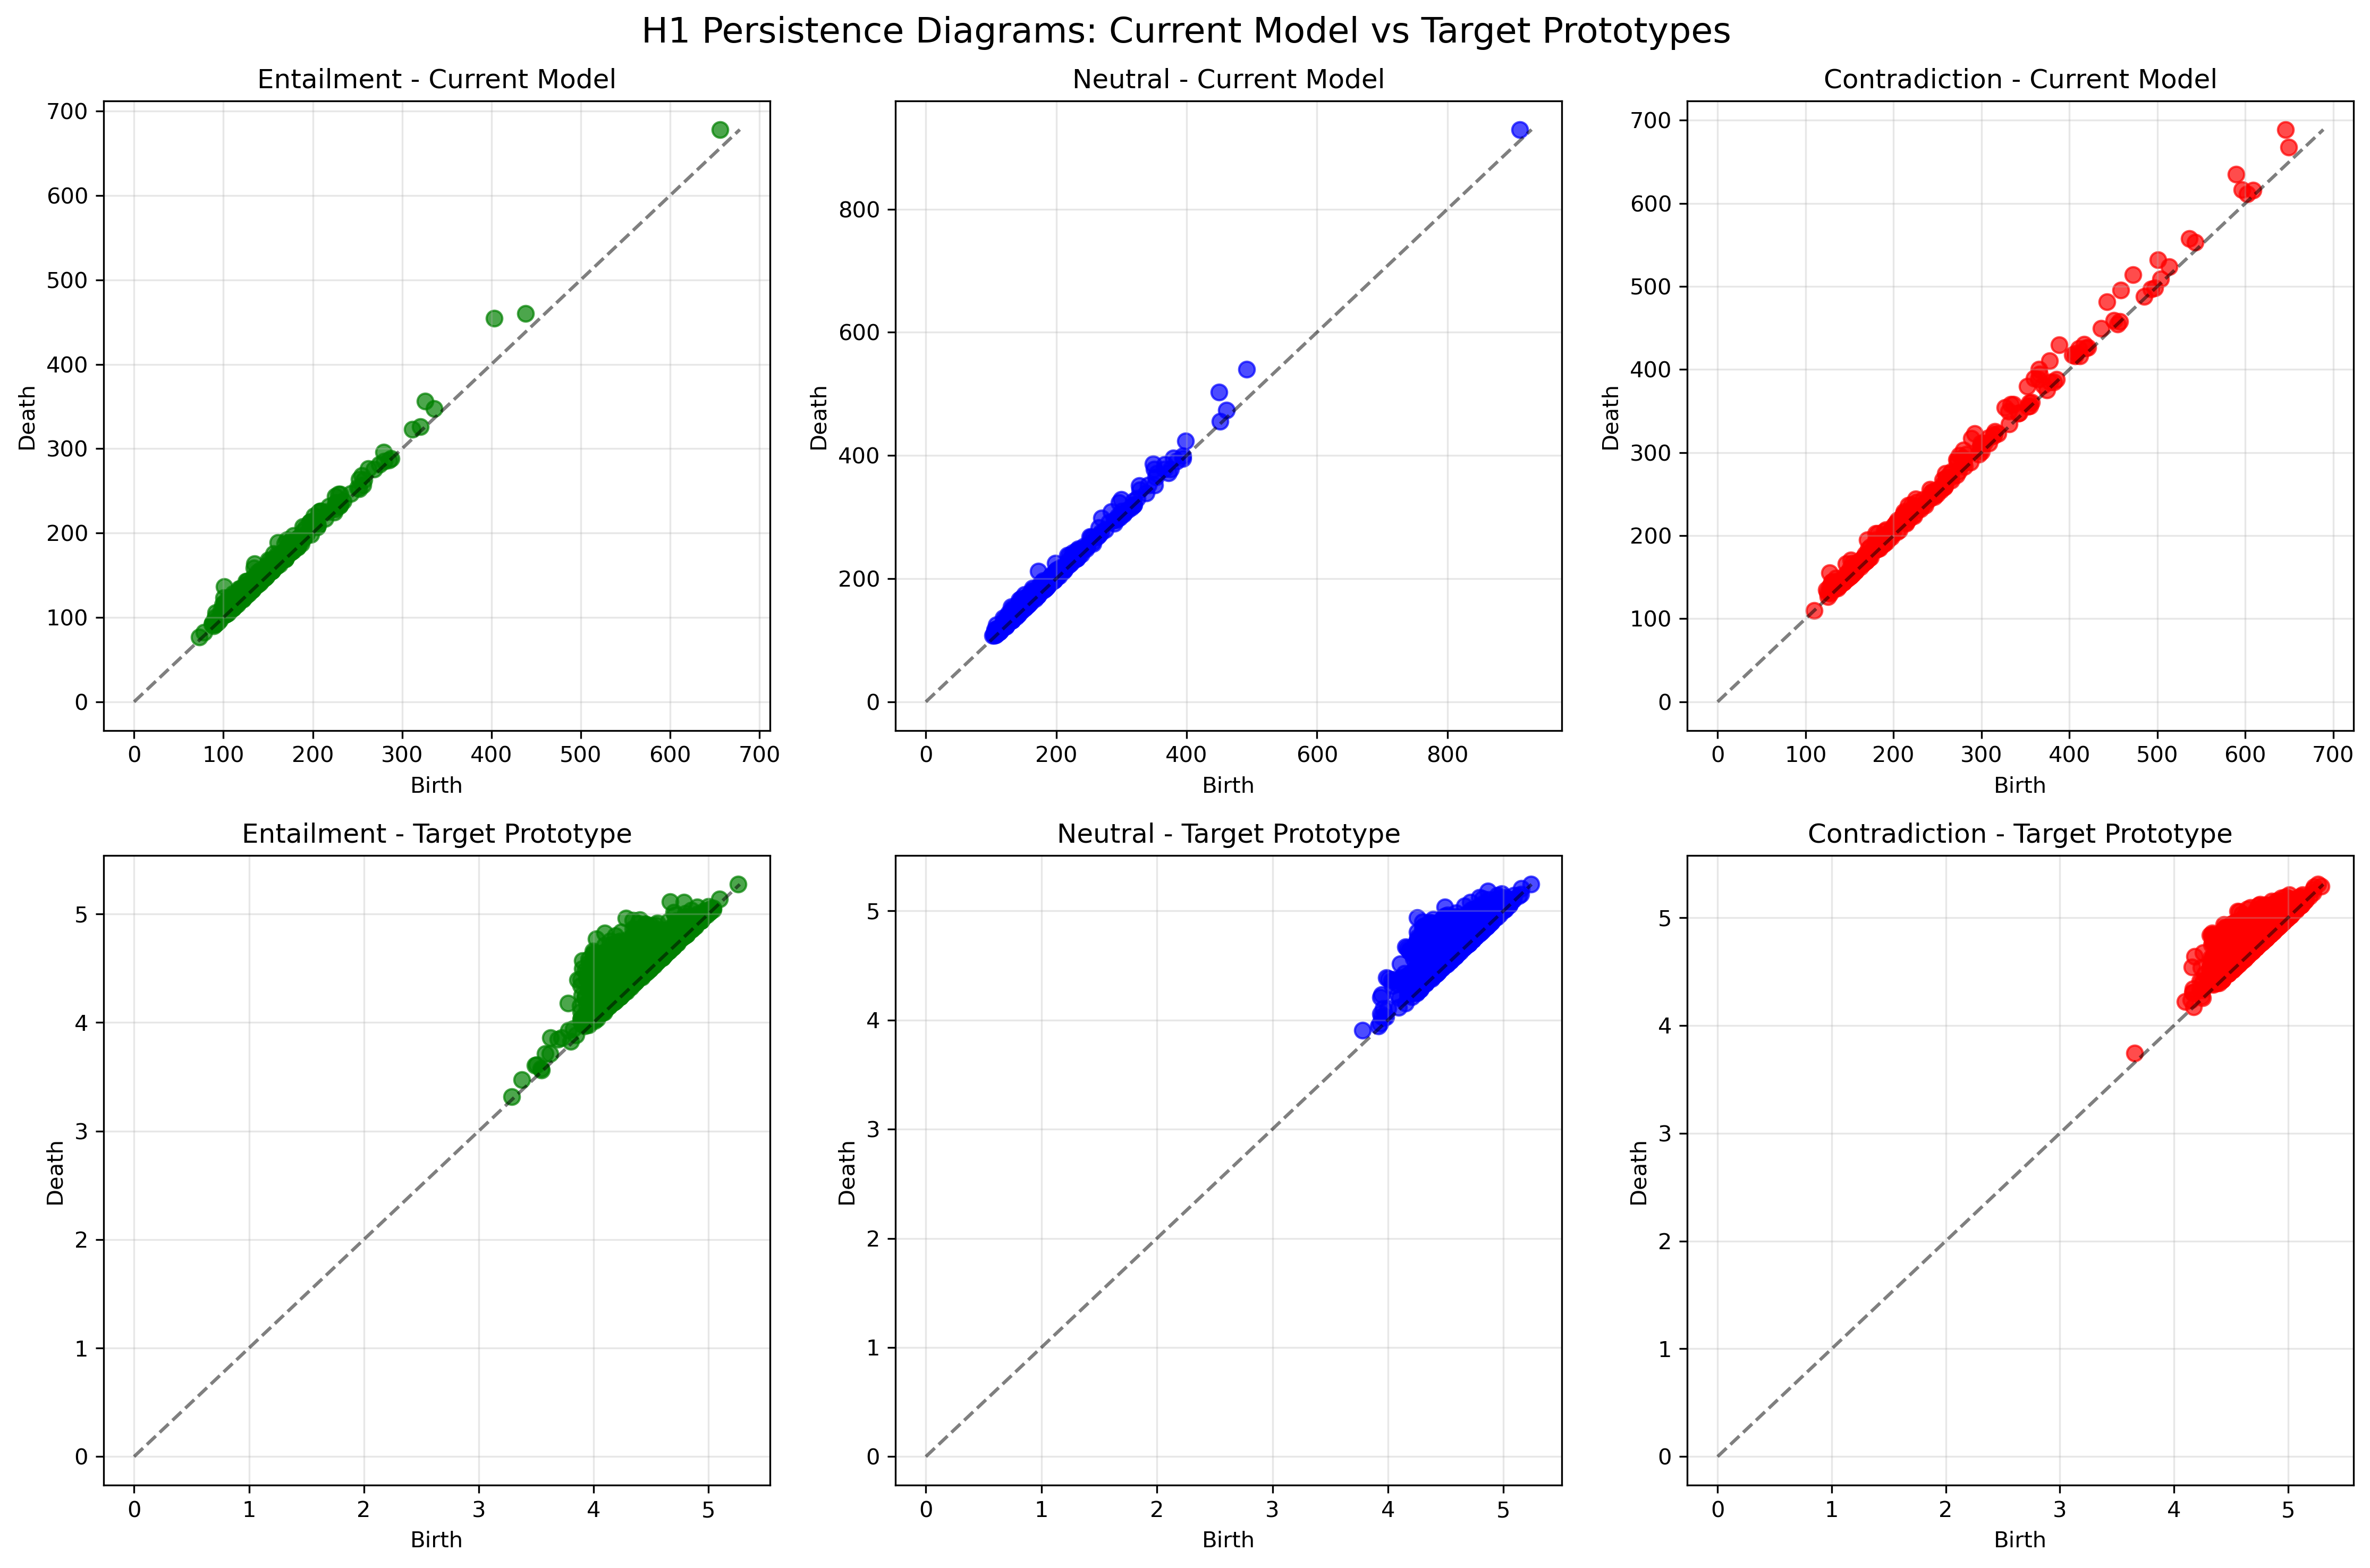 H1 Persistence Diagrams: Current Model vs Target Prototypes
Entailment - Current Model
Death
700
600
500
400
300
200
100
0
0 100 200 300 400 500 600 700
Birth
Neutral - Current Model
Death
800
600
400
200
0
0 200 400 600 800
Birth
Contradiction - Current Model
Death
700
600
500
400
300
200
100
0
0 100 200 300 400 500 600 700
Birth
Entailment - Target Prototype
Death
5
4
3
2
1
0
0 1 2 3 4 5
Birth
Neutral - Target Prototype
Death
5
4
3
2
1
0
0 1 2 3 4 5
Birth
Contradiction - Target Prototype
Death
5
4
3
2
1
0
0 1 2 3 4 5
Birth